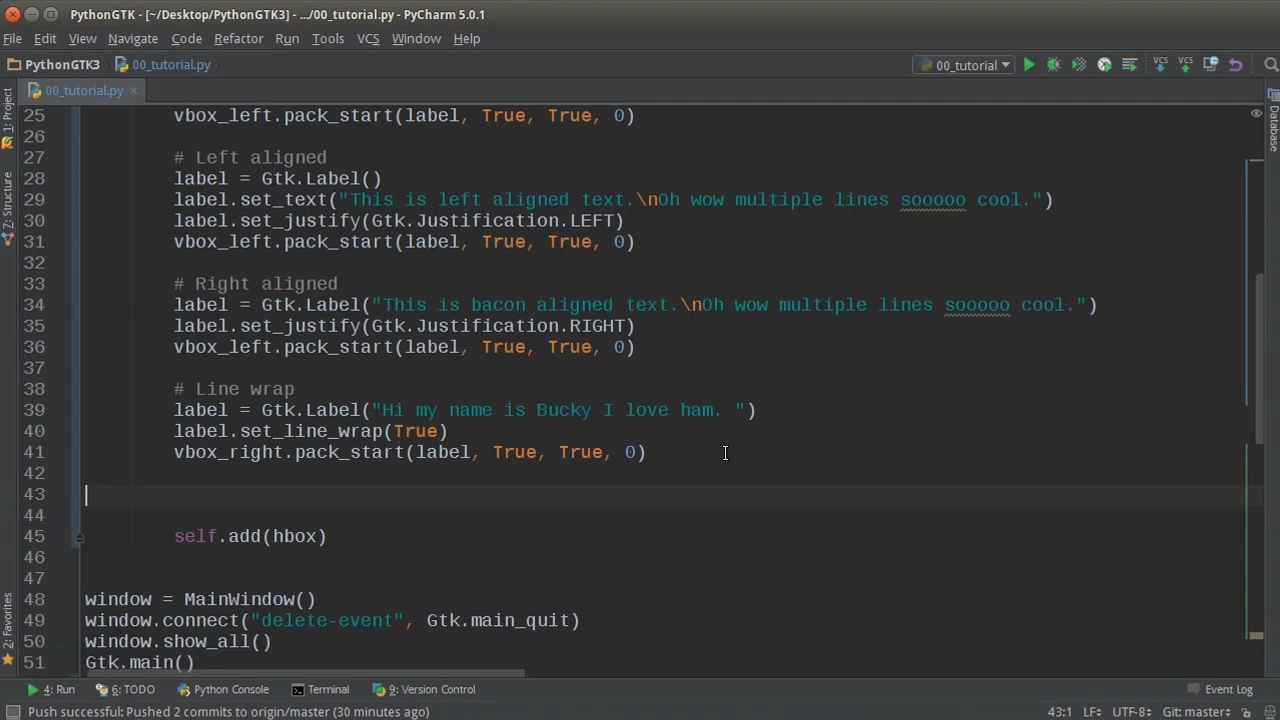 PythonGTK - [~/Desktop/PythonGTK3] - .../00_tutorial.py - PyCharm 5.0.1
File Edit View Navigate Code Refactor Run Tools VCS Window Help
PythonGTK3 00_tutorial.py 00_tutorial VCS VCS
00_tutorial.py
1: Project
Z: Structure
2: Favorites
Database
25 vbox_left.pack_start(label, True, True, 0)
26
27 # Left aligned
28 label = Gtk.Label()
29 label.set_text("This is left aligned text.\nOh wow multiple lines sooooo cool.")
30 label.set_justify(Gtk.Justification.LEFT)
31 vbox_left.pack_start(label, True, True, 0)
32
33 # Right aligned
34 label = Gtk.Label("This is bacon aligned text.\nOh wow multiple lines sooooo cool.")
35 label.set_justify(Gtk.Justification.RIGHT)
36 vbox_left.pack_start(label, True, True, 0)
37
38 # Line wrap
39 label = Gtk.Label("Hi my name is Bucky I love ham. ")
40 label.set_line_wrap(True)
41 vbox_right.pack_start(label, True, True, 0)
42
43
44
45 self.add(hbox)
46
47
48 window = MainWindow()
49 window.connect("delete-event", Gtk.main_quit)
50 window.show_all()
51 Gtk.main()
4: Run 6: TODO Python Console Terminal 9: Version Control Event Log
Push successful: Pushed 2 commits to origin/master (30 minutes ago) 43:1 LF÷ UTF-8÷ Git: master÷